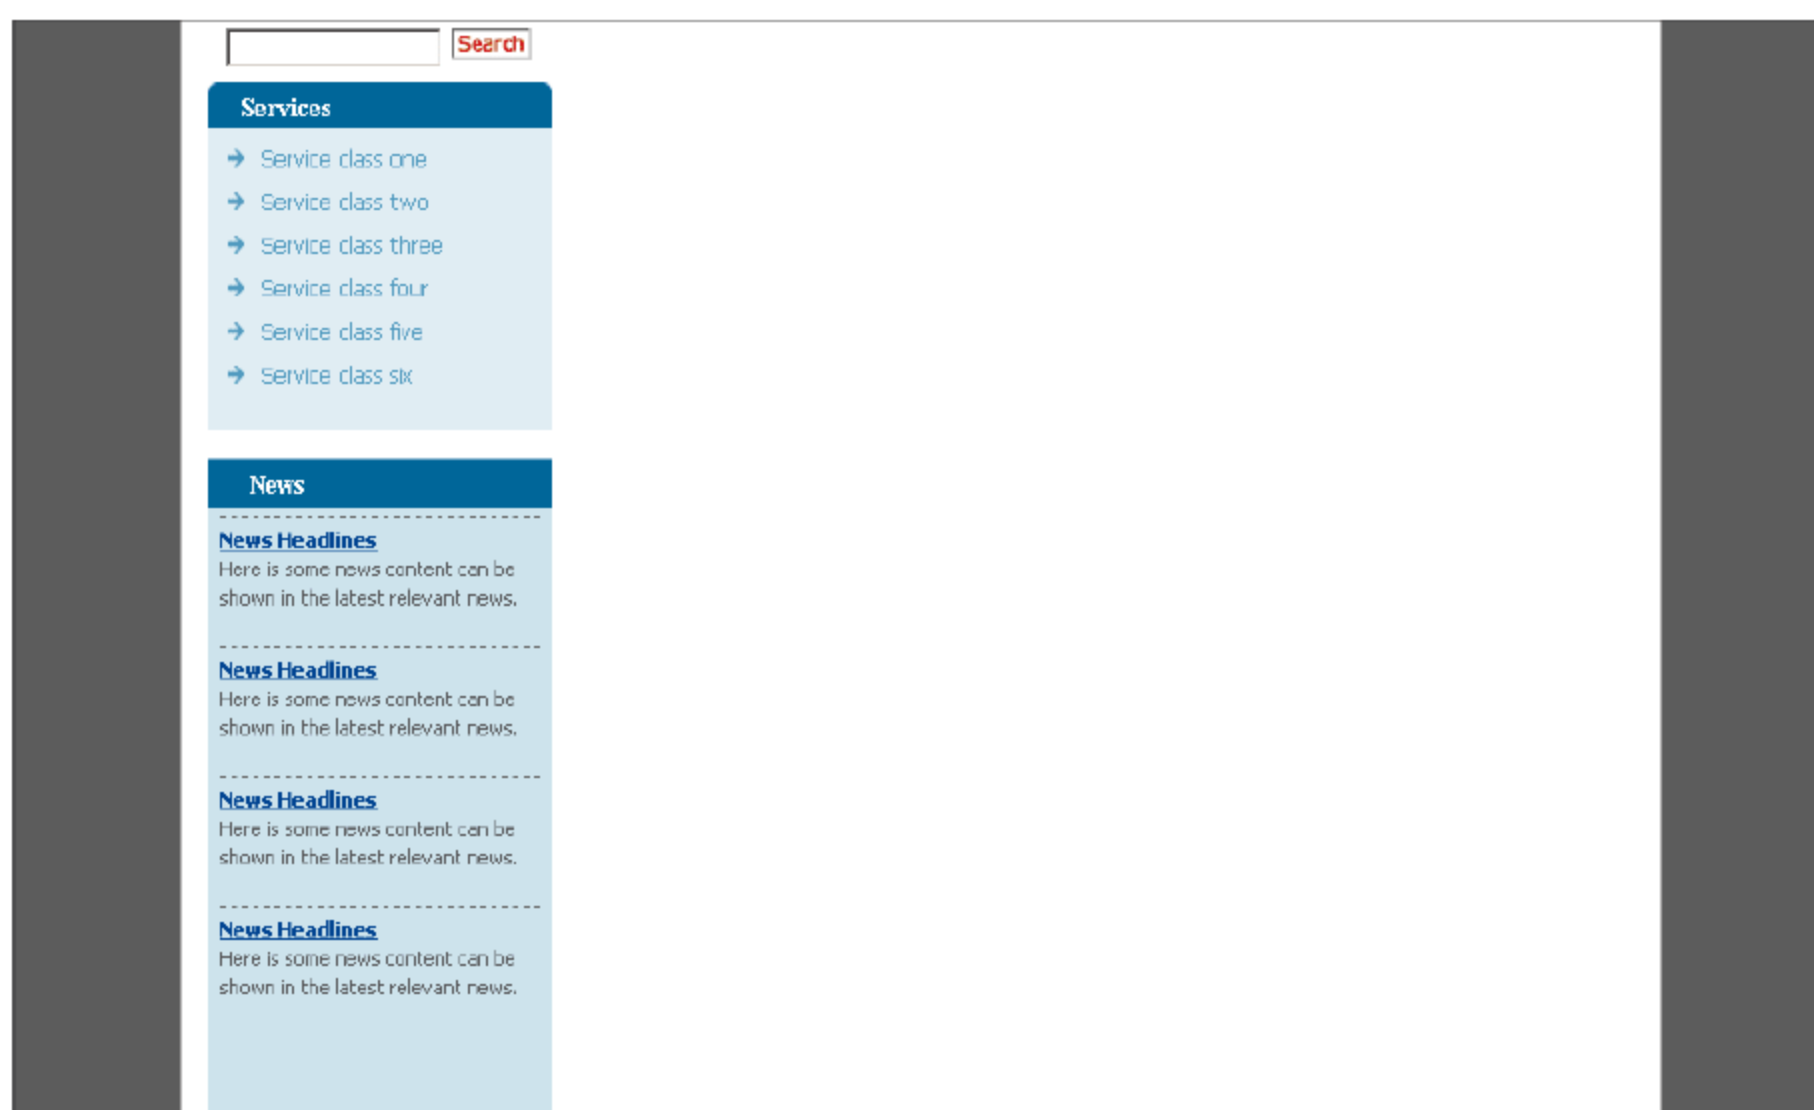 Search
Services
Service class one
Service class two
Service class three
Service class four
Service class five
Service class six
News
News Headlines
Here is some news content can be
shown in the latest relevant news.
News Headlines
Here is some news content can be
shown in the latest relevant news.
News Headlines
Here is some news content can be
shown in the latest relevant news.
News Headlines
Here is some news content can be
shown in the latest relevant news.